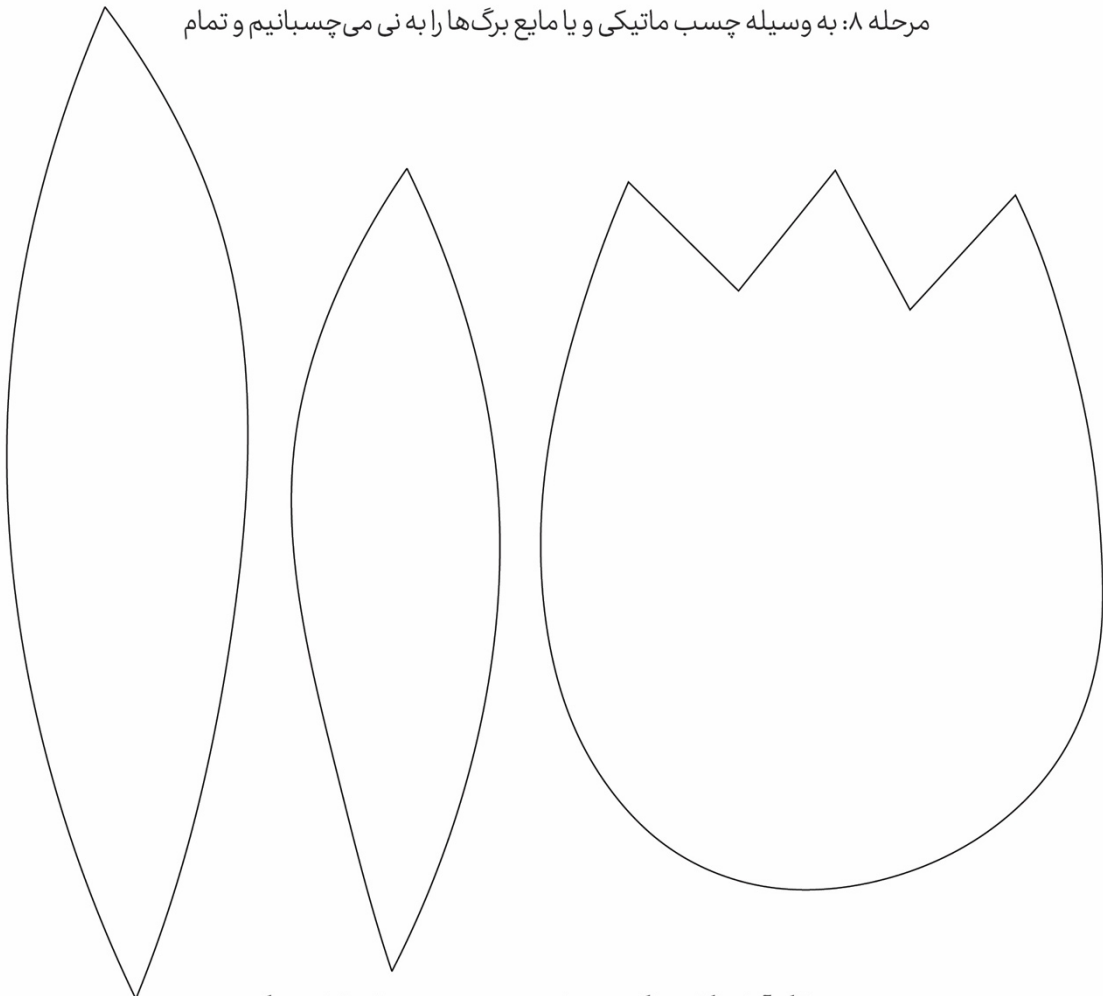 مرحله ۸: به وسیله چسب ماتیکی و یا مایع برگ‌ها را به نی می‌چسبانیم و تمام